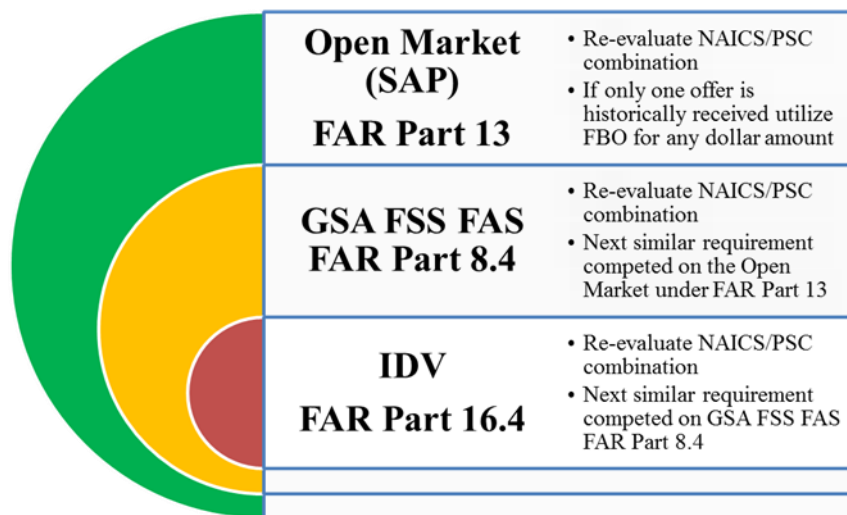 Open Market
(SAP)
FAR Part 13
• Re-evaluate NAICS/PSC
combination
• If only one offer is
historically received utilize
FBO for any dollar amount
GSA FSS FAS
FAR Part 8.4
• Re-evaluate NAICS/PSC
combination
• Next similar requirement
competed on the Open
Market under FAR Part 13
IDV
FAR Part 16.4
• Re-evaluate NAICS/PSC
combination
• Next similar requirement
competed on GSA FSS FAS
FAR Part 8.4